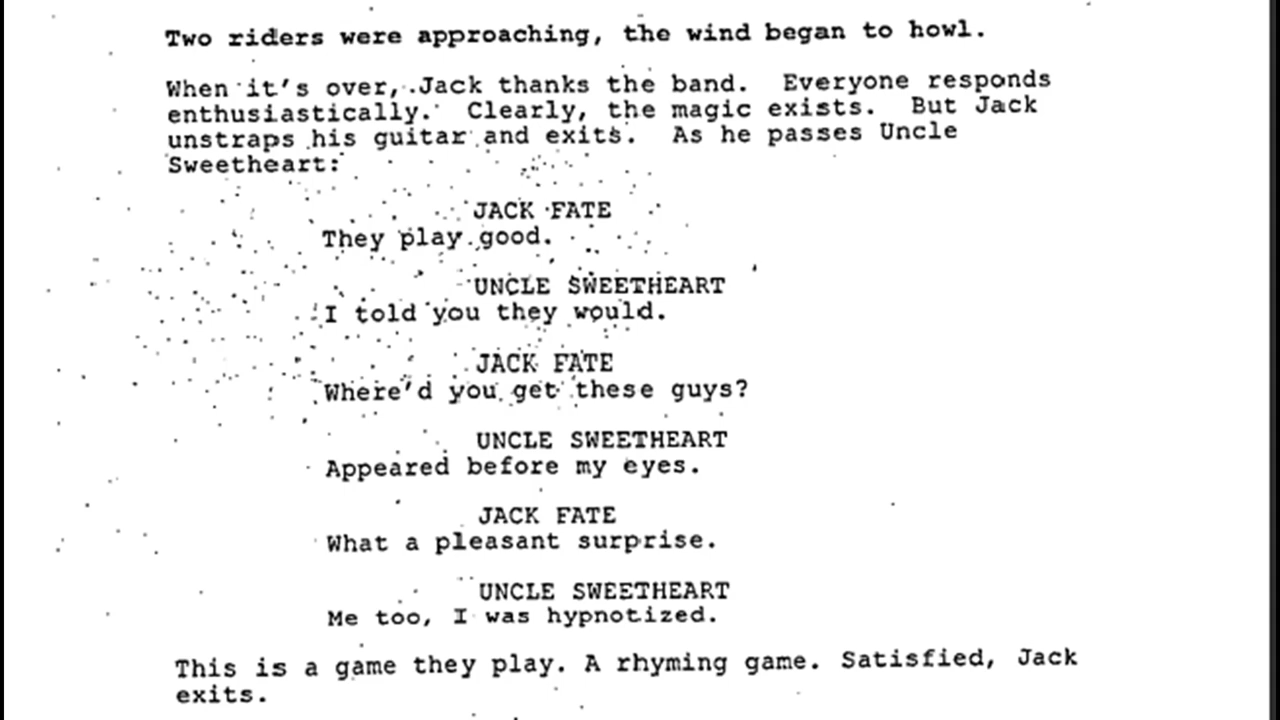 Two riders were approaching, the wind began to howl.
When it's over, Jack thanks the band. Everyone responds
enthusiastically. Clearly, the magic exists. But Jack
unstraps his guitar and exits. As he passes Uncle
Sweetheart:
JACK FATE
They play good.
UNCLE SWEETHEART
I told you they would.
JACK FATE
Where'd you get these guys?
UNCLE SWEETHEART
Appeared before my eyes.
JACK FATE
What a pleasant surprise.
UNCLE SWEETHEART
Me too, I was hypnotized.
This is a game they play. A rhyming game. Satisfied, Jack
exits.